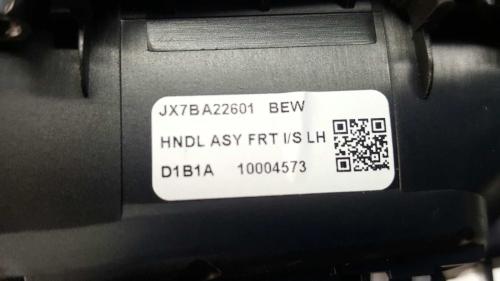 JX7BA22601 BEW
HNDL ASY FRT I/S LH
D1B1A 10004573